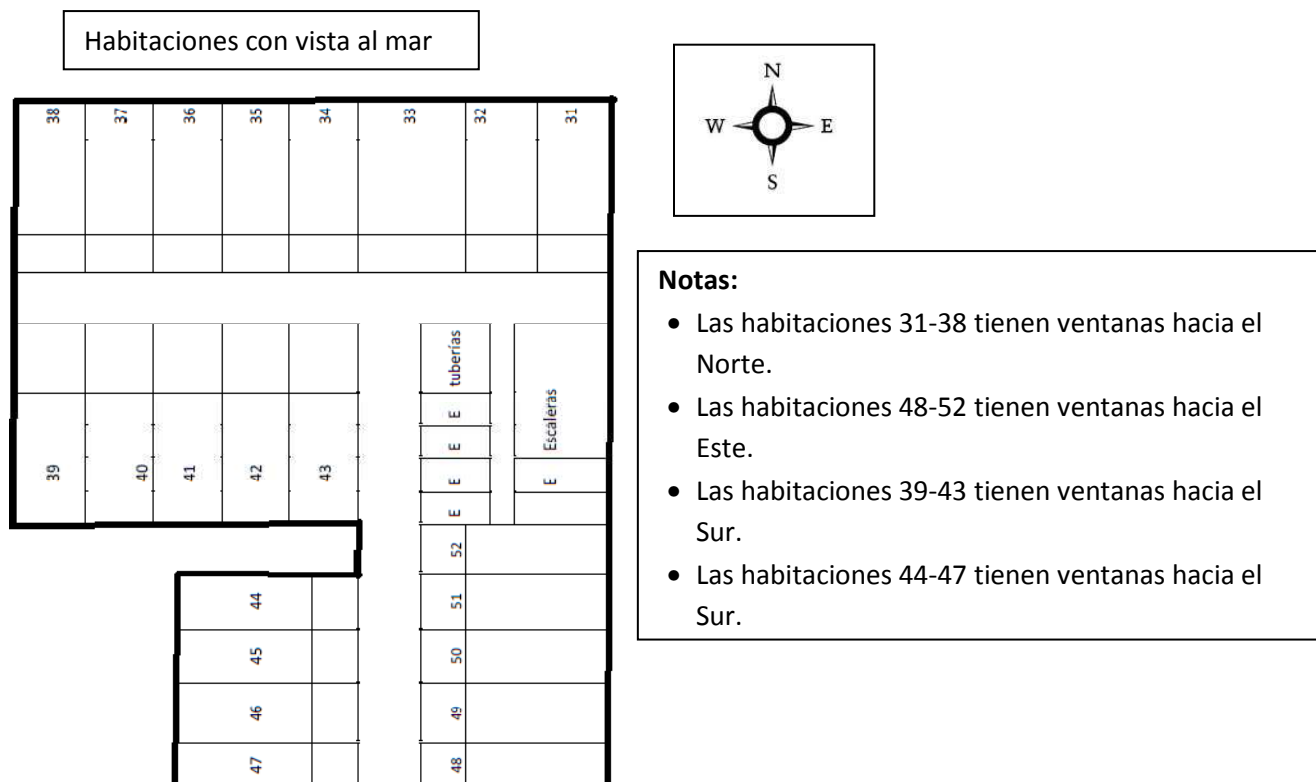 Habitaciones con vista al mar
N
W E
S
38 37 36 35 34 33 32 31
Notas:
• Las habitaciones 31-38 tienen ventanas hacia el
Norte.
• Las habitaciones 48-52 tienen ventanas hacia el
Este.
• Las habitaciones 39-43 tienen ventanas hacia el
Sur.
• Las habitaciones 44-47 tienen ventanas hacia el
Sur.
tuberías
E
E
E
E
Escaleras
E
39 40 41 42 43
52
44 51
45 50
46 49
47 48